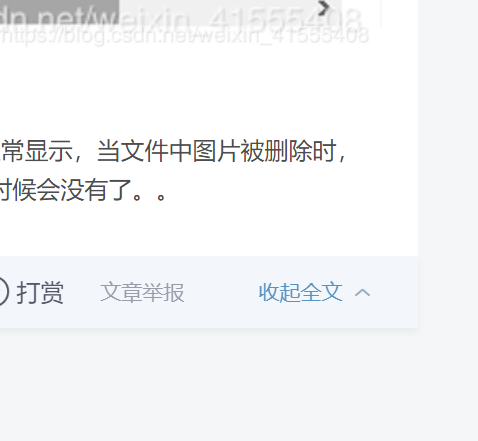 dn.net/weixin_41555408
https://blog.csdn.net/weixin_41555408
常显示，当文件中图片被删除时，
时候会没有了。。
打赏 文章举报 收起全文